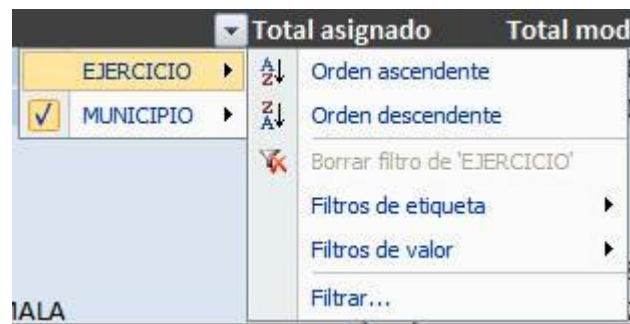 Total asignado Total mod
EJERCICIO
MUNICIPIO
Orden ascendente
Orden descendente
Borrar filtro de 'EJERCICIO'
Filtros de etiqueta
Filtros de valor
Filtrar...
MALA